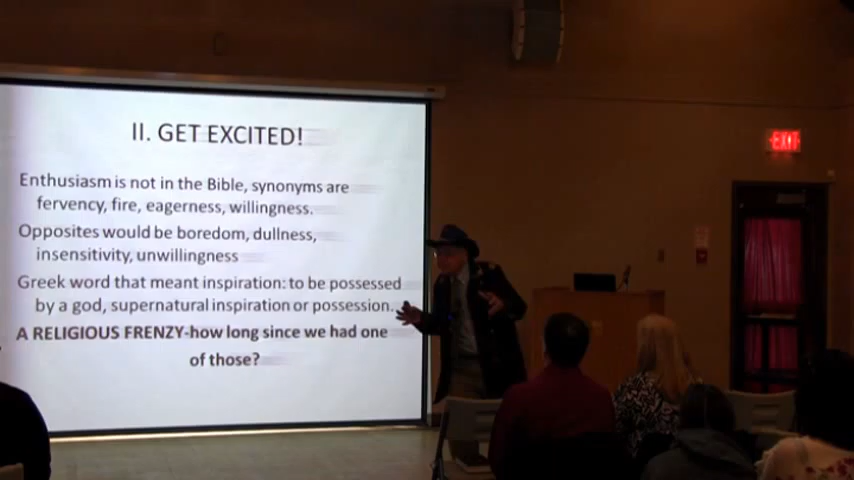 II. GET EXCITED!
Enthusiasm is not in the Bible, synonyms are
fervency, fire, eagerness, willingness.
Opposites would be boredom, dullness,
insensitivity, unwillingness
Greek word that meant inspiration: to be possessed
by a god, supernatural inspiration or possession.
A RELIGIOUS FRENZY-how long since we had one
of those?
EXIT